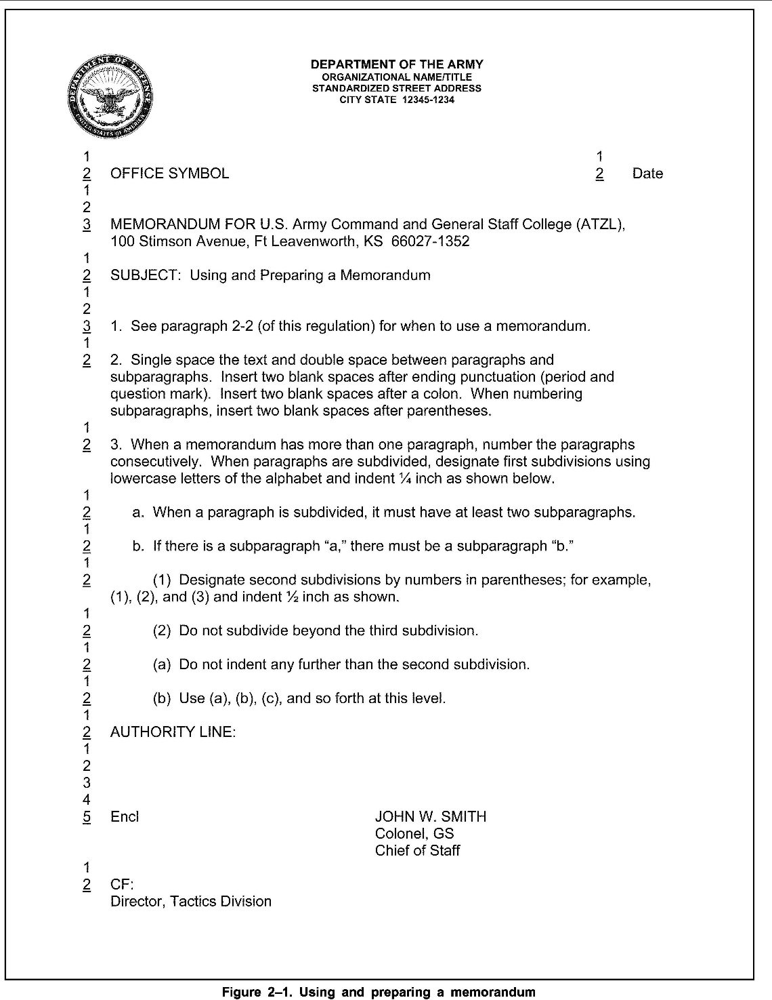 DEPARTMENT OF DEFENSE
UNITED STATES OF AMERICA
DEPARTMENT OF THE ARMY
ORGANIZATIONAL NAME/TITLE
STANDARDIZED STREET ADDRESS
CITY STATE  12345-1234
1 1
2 OFFICE SYMBOL 2 Date
1
2
3 MEMORANDUM FOR U.S. Army Command and General Staff College (ATZL),
100 Stimson Avenue, Ft Leavenworth, KS  66027-1352
1
2 SUBJECT:  Using and Preparing a Memorandum
1
2
3 1.  See paragraph 2-2 (of this regulation) for when to use a memorandum.
1
2 2.  Single space the text and double space between paragraphs and
subparagraphs.  Insert two blank spaces after ending punctuation (period and
question mark).  Insert two blank spaces after a colon.  When numbering
subparagraphs, insert two blank spaces after parentheses.
1
2 3.  When a memorandum has more than one paragraph, number the paragraphs
consecutively.  When paragraphs are subdivided, designate first subdivisions using
lowercase letters of the alphabet and indent ¼ inch as shown below.
1
2 a.  When a paragraph is subdivided, it must have at least two subparagraphs.
1
2 b.  If there is a subparagraph “a,” there must be a subparagraph “b.”
1
2 (1)  Designate second subdivisions by numbers in parentheses; for example,
(1), (2), and (3) and indent ½ inch as shown.
1
2 (2)  Do not subdivide beyond the third subdivision.
1
2 (a)  Do not indent any further than the second subdivision.
1
2 (b)  Use (a), (b), (c), and so forth at this level.
1
2 AUTHORITY LINE:
1
2
3
4
5 Encl JOHN W. SMITH
Colonel, GS
Chief of Staff
1
2 CF:
Director, Tactics Division
Figure 2–1. Using and preparing a memorandum